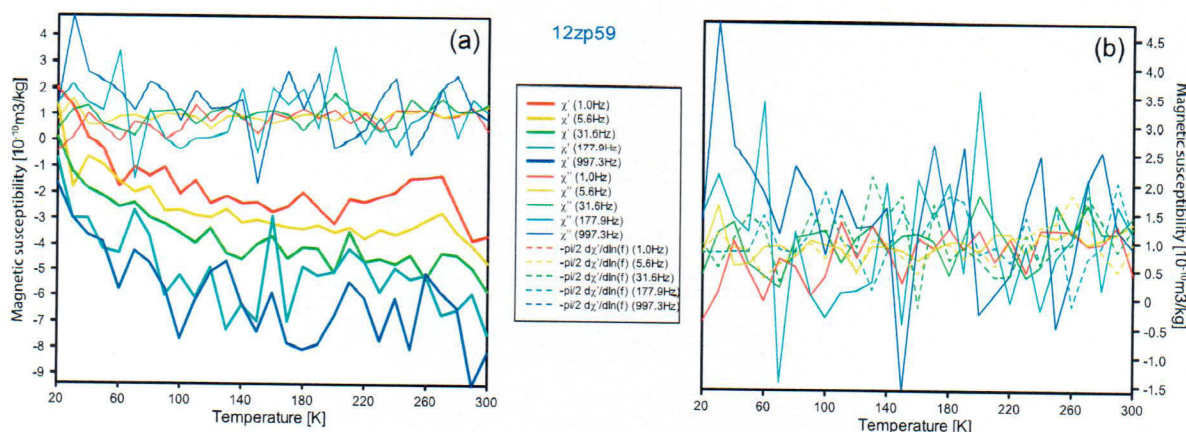 12zp59
(a)
Magnetic susceptibility [10⁻¹⁰m3/kg]
4
3
2
1
0
-1
-2
-3
-4
-5
-6
-7
-8
-9
20 60 100 140 180 220 260 300
Temperature [K]
χ' (1.0Hz)
χ' (5.6Hz)
χ' (31.6Hz)
χ' (177.9Hz)
χ' (997.3Hz)
χ'' (1.0Hz)
χ'' (5.6Hz)
χ'' (31.6Hz)
χ'' (177.9Hz)
χ'' (997.3Hz)
-pi/2 dχ'/dln(f) (1.0Hz)
-pi/2 dχ'/dln(f) (5.6Hz)
-pi/2 dχ'/dln(f) (31.6Hz)
-pi/2 dχ'/dln(f) (177.9Hz)
-pi/2 dχ'/dln(f) (997.3Hz)
(b)
4.5
4.0
3.5
3.0
2.5
2.0
1.5
1.0
0.5
0
-0.5
-1.0
-1.5
Magnetic susceptibility [10⁻¹⁰m3/kg]
20 60 100 140 180 220 260 300
Temperature [K]